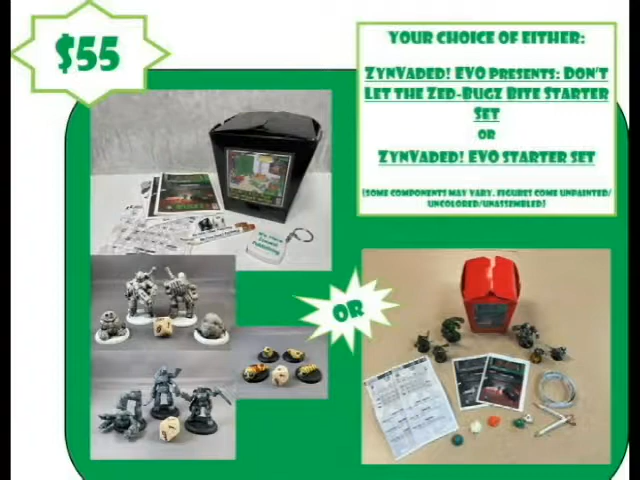 $55
YOUR CHOICE OF EITHER:
ZYNVADED! EVO PRESENTS: DON'T
LET THE ZED-BUGZ BITE STARTER
SET
OR
ZYNVADED! EVO STARTER SET
(SOME COMPONENTS MAY VARY. FIGURES COME UNPAINTED/
UNCOLORED/UNASSEMBLED)
OR